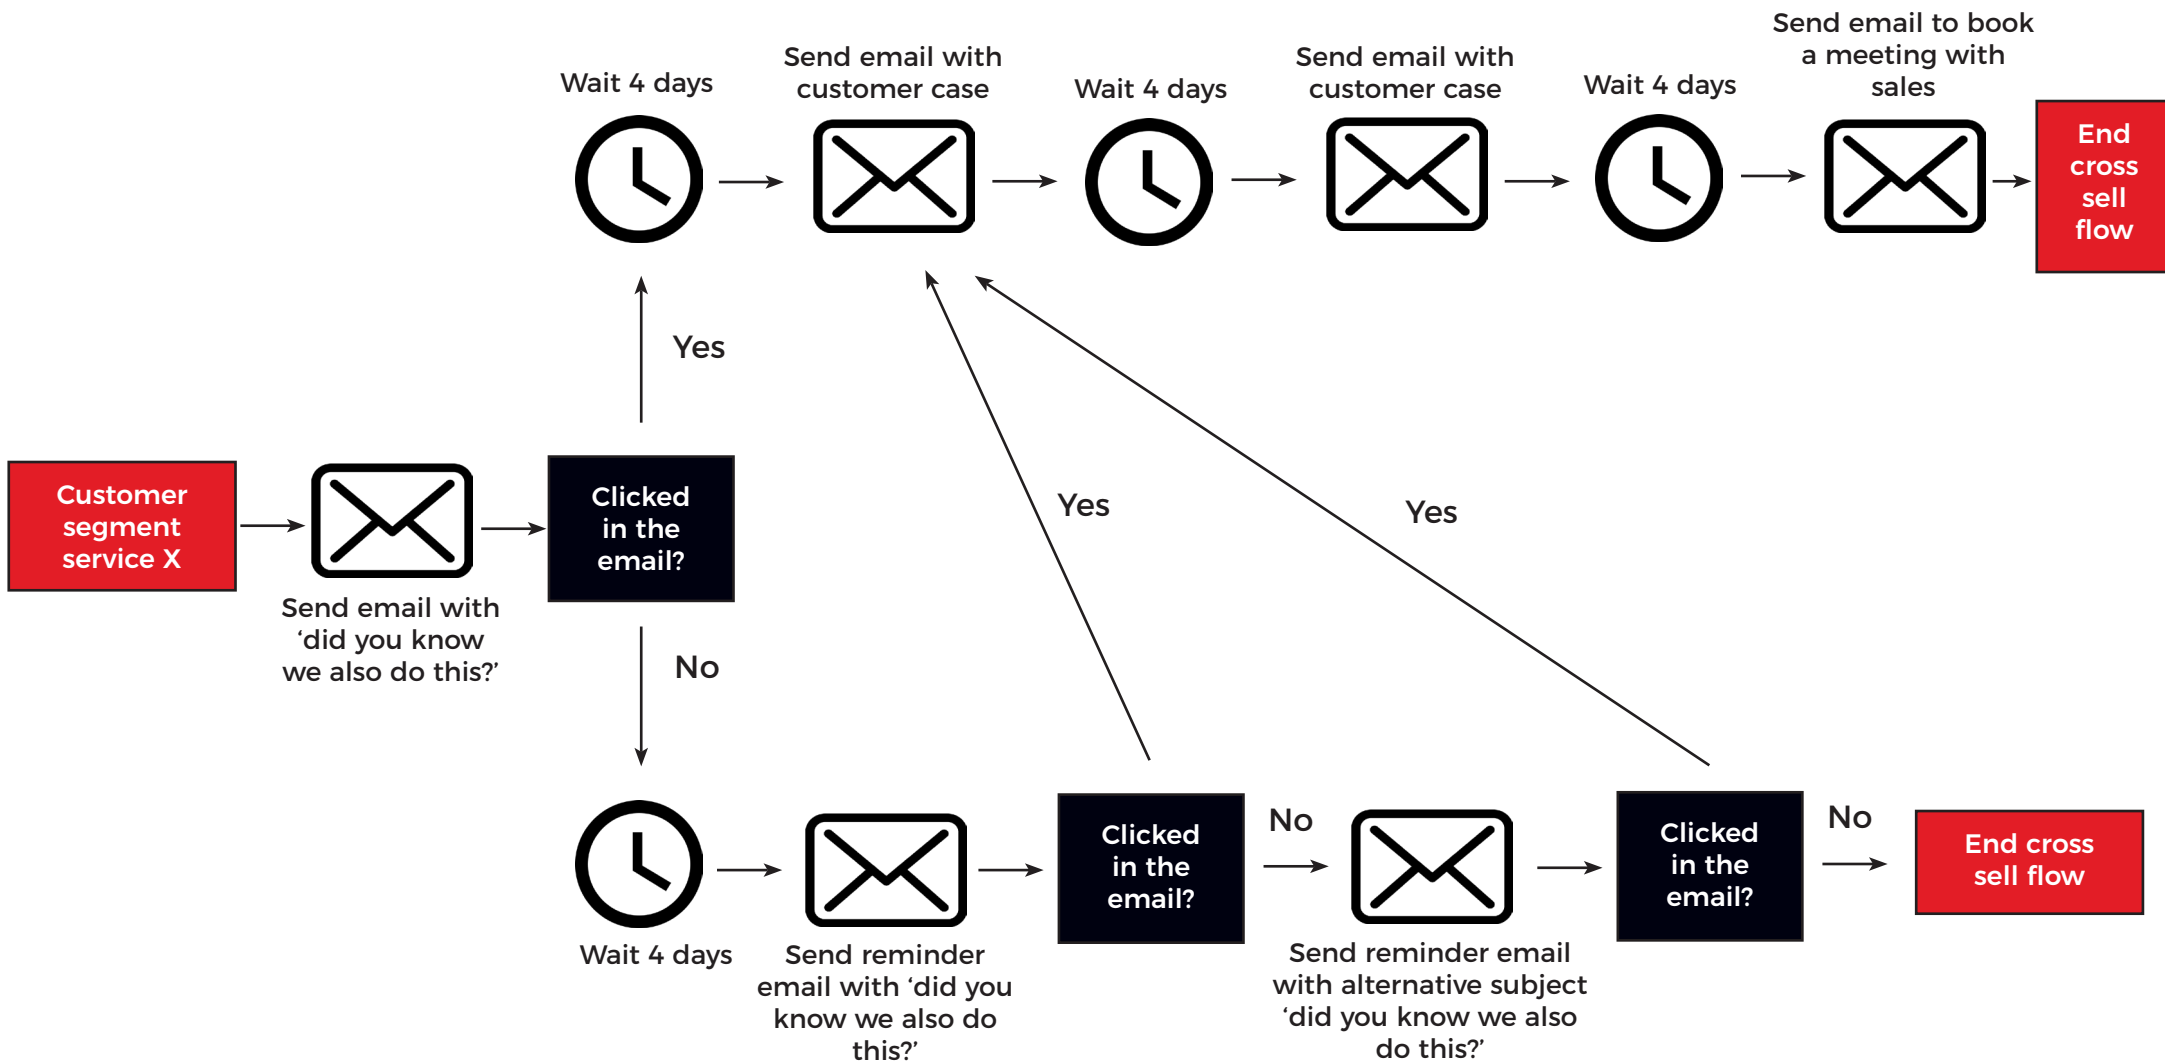 Wait 4 days
Send email with
customer case
Wait 4 days
Send email with
customer case
Wait 4 days
Send email to book
a meeting with
sales
End
cross
sell
flow
Yes
Customer
segment
service X
Send email with
‘did you know
we also do this?’
Clicked
in the
email?
Yes
Yes
No
Wait 4 days
Send reminder
email with ‘did you
know we also do
this?’
Clicked
in the
email?
No
Send reminder email
with alternative subject
‘did you know we also
do this?’
Clicked
in the
email?
No
End cross
sell flow